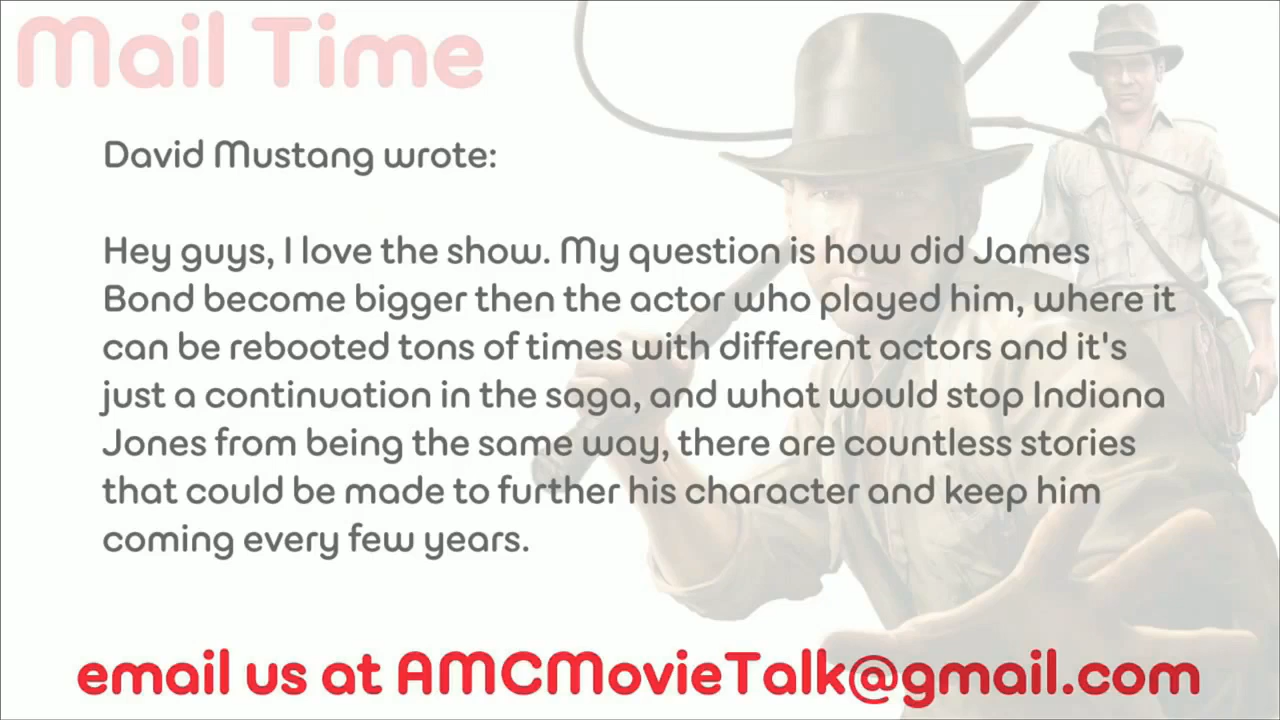 Mail Time
David Mustang wrote:
Hey guys, I love the show. My question is how did James
Bond become bigger then the actor who played him, where it
can be rebooted tons of times with different actors and it's
just a continuation in the saga, and what would stop Indiana
Jones from being the same way, there are countless stories
that could be made to further his character and keep him
coming every few years.
email us at AMCMovieTalk@gmail.com